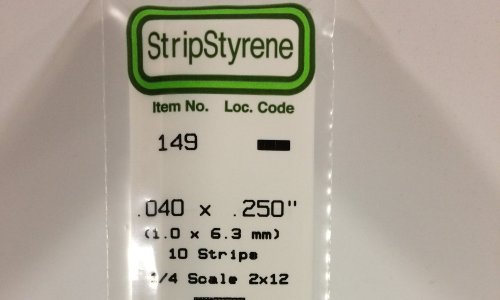 StripStyrene
Item No. Loc. Code
149
.040 x .250"
(1.0 x 6.3 mm)
10 Strips
1/4 Scale 2x12